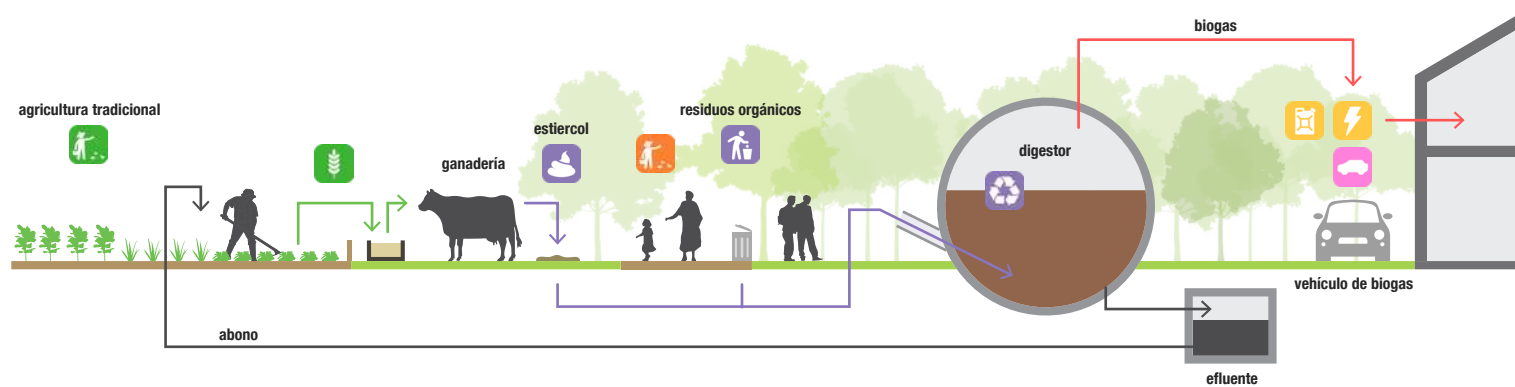 biogas
agricultura tradicional
estiercol
residuos orgánicos
ganadería
digestor
vehículo de biogas
abono
efluente